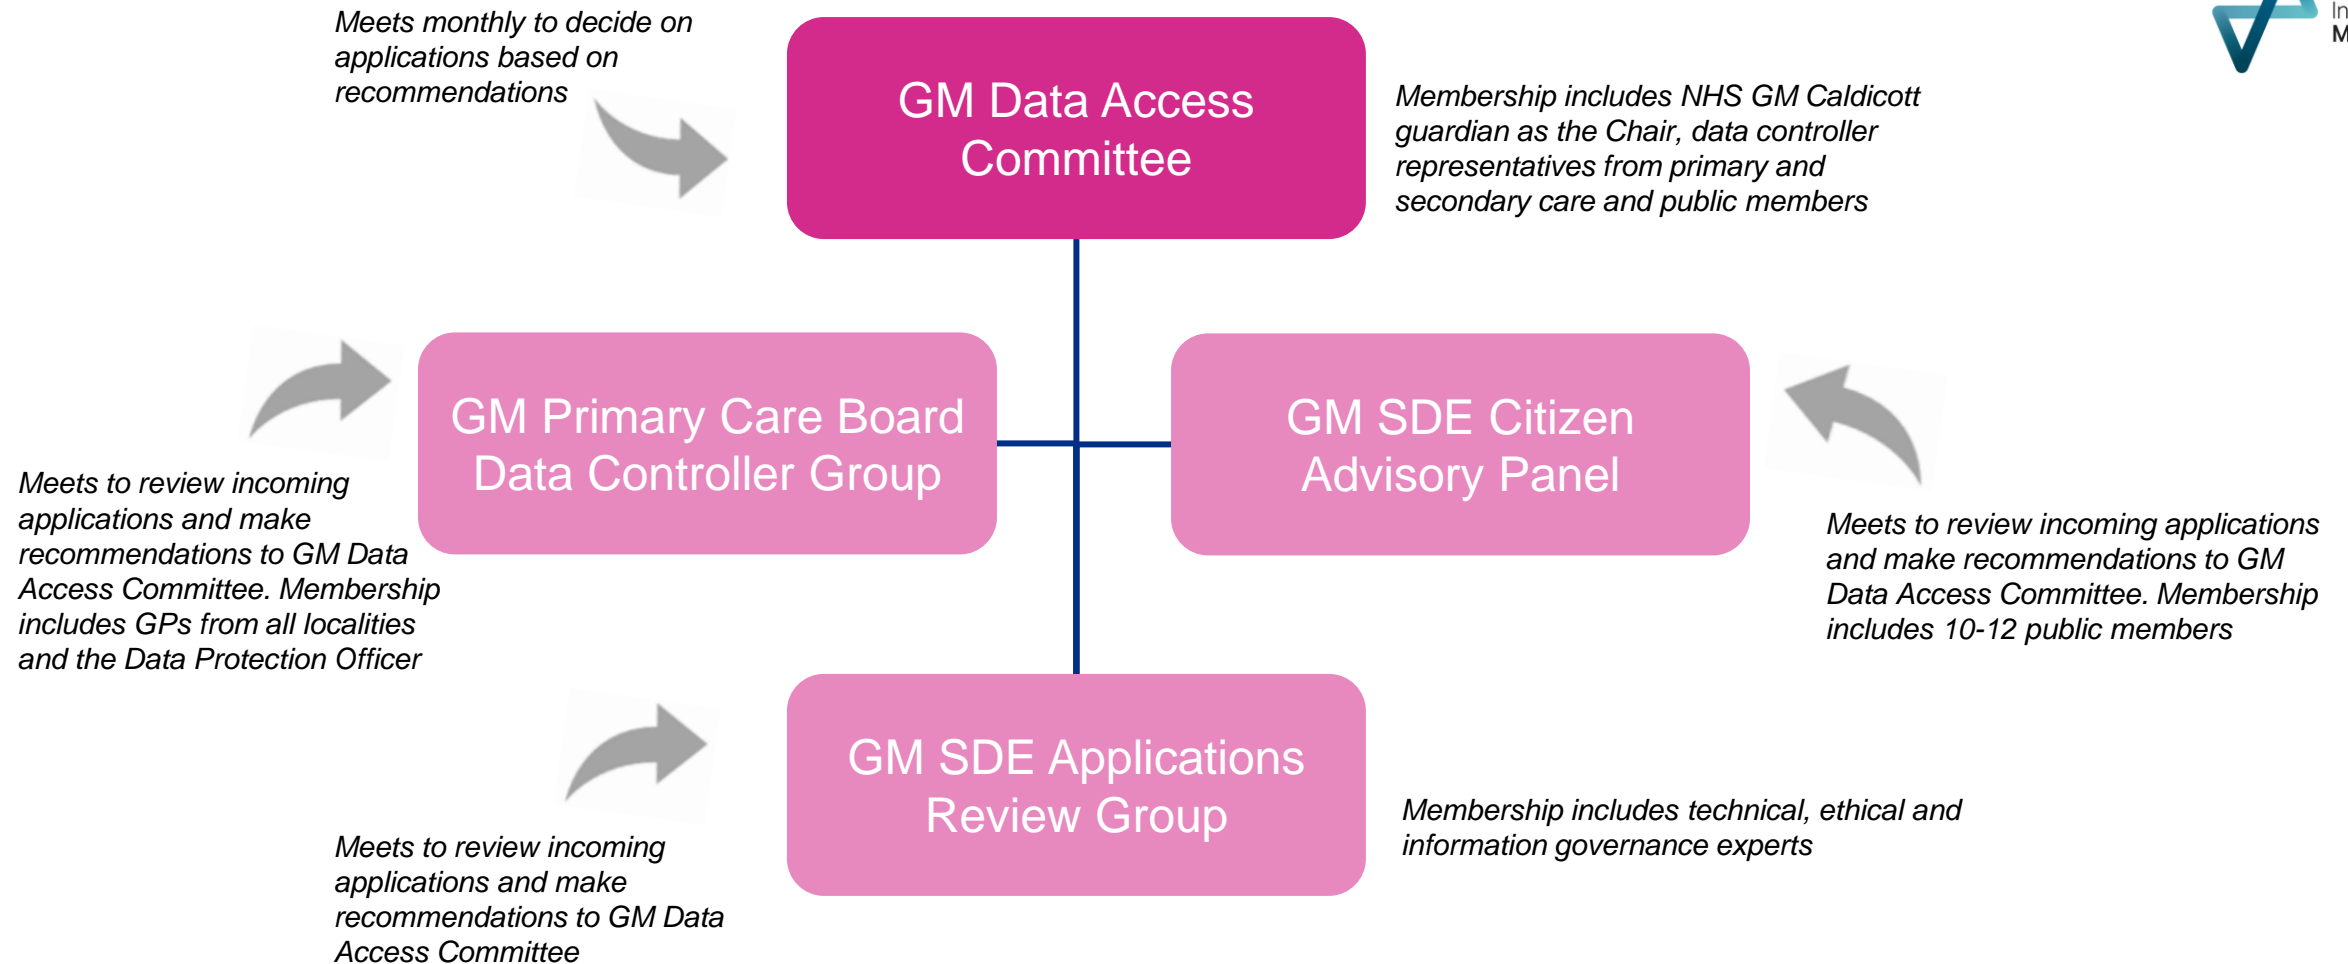 Meets monthly to decide on
applications based on
recommendations
GM Data Access
Committee
Membership includes NHS GM Caldicott
guardian as the Chair, data controller
representatives from primary and
secondary care and public members
GM Primary Care Board
Data Controller Group
GM SDE Citizen
Advisory Panel
Meets to review incoming
applications and make
recommendations to GM Data
Access Committee. Membership
includes GPs from all localities
and the Data Protection Officer
Meets to review incoming applications
and make recommendations to GM
Data Access Committee. Membership
includes 10-12 public members
GM SDE Applications
Review Group
Meets to review incoming
applications and make
recommendations to GM Data
Access Committee
Membership includes technical, ethical and
information governance experts